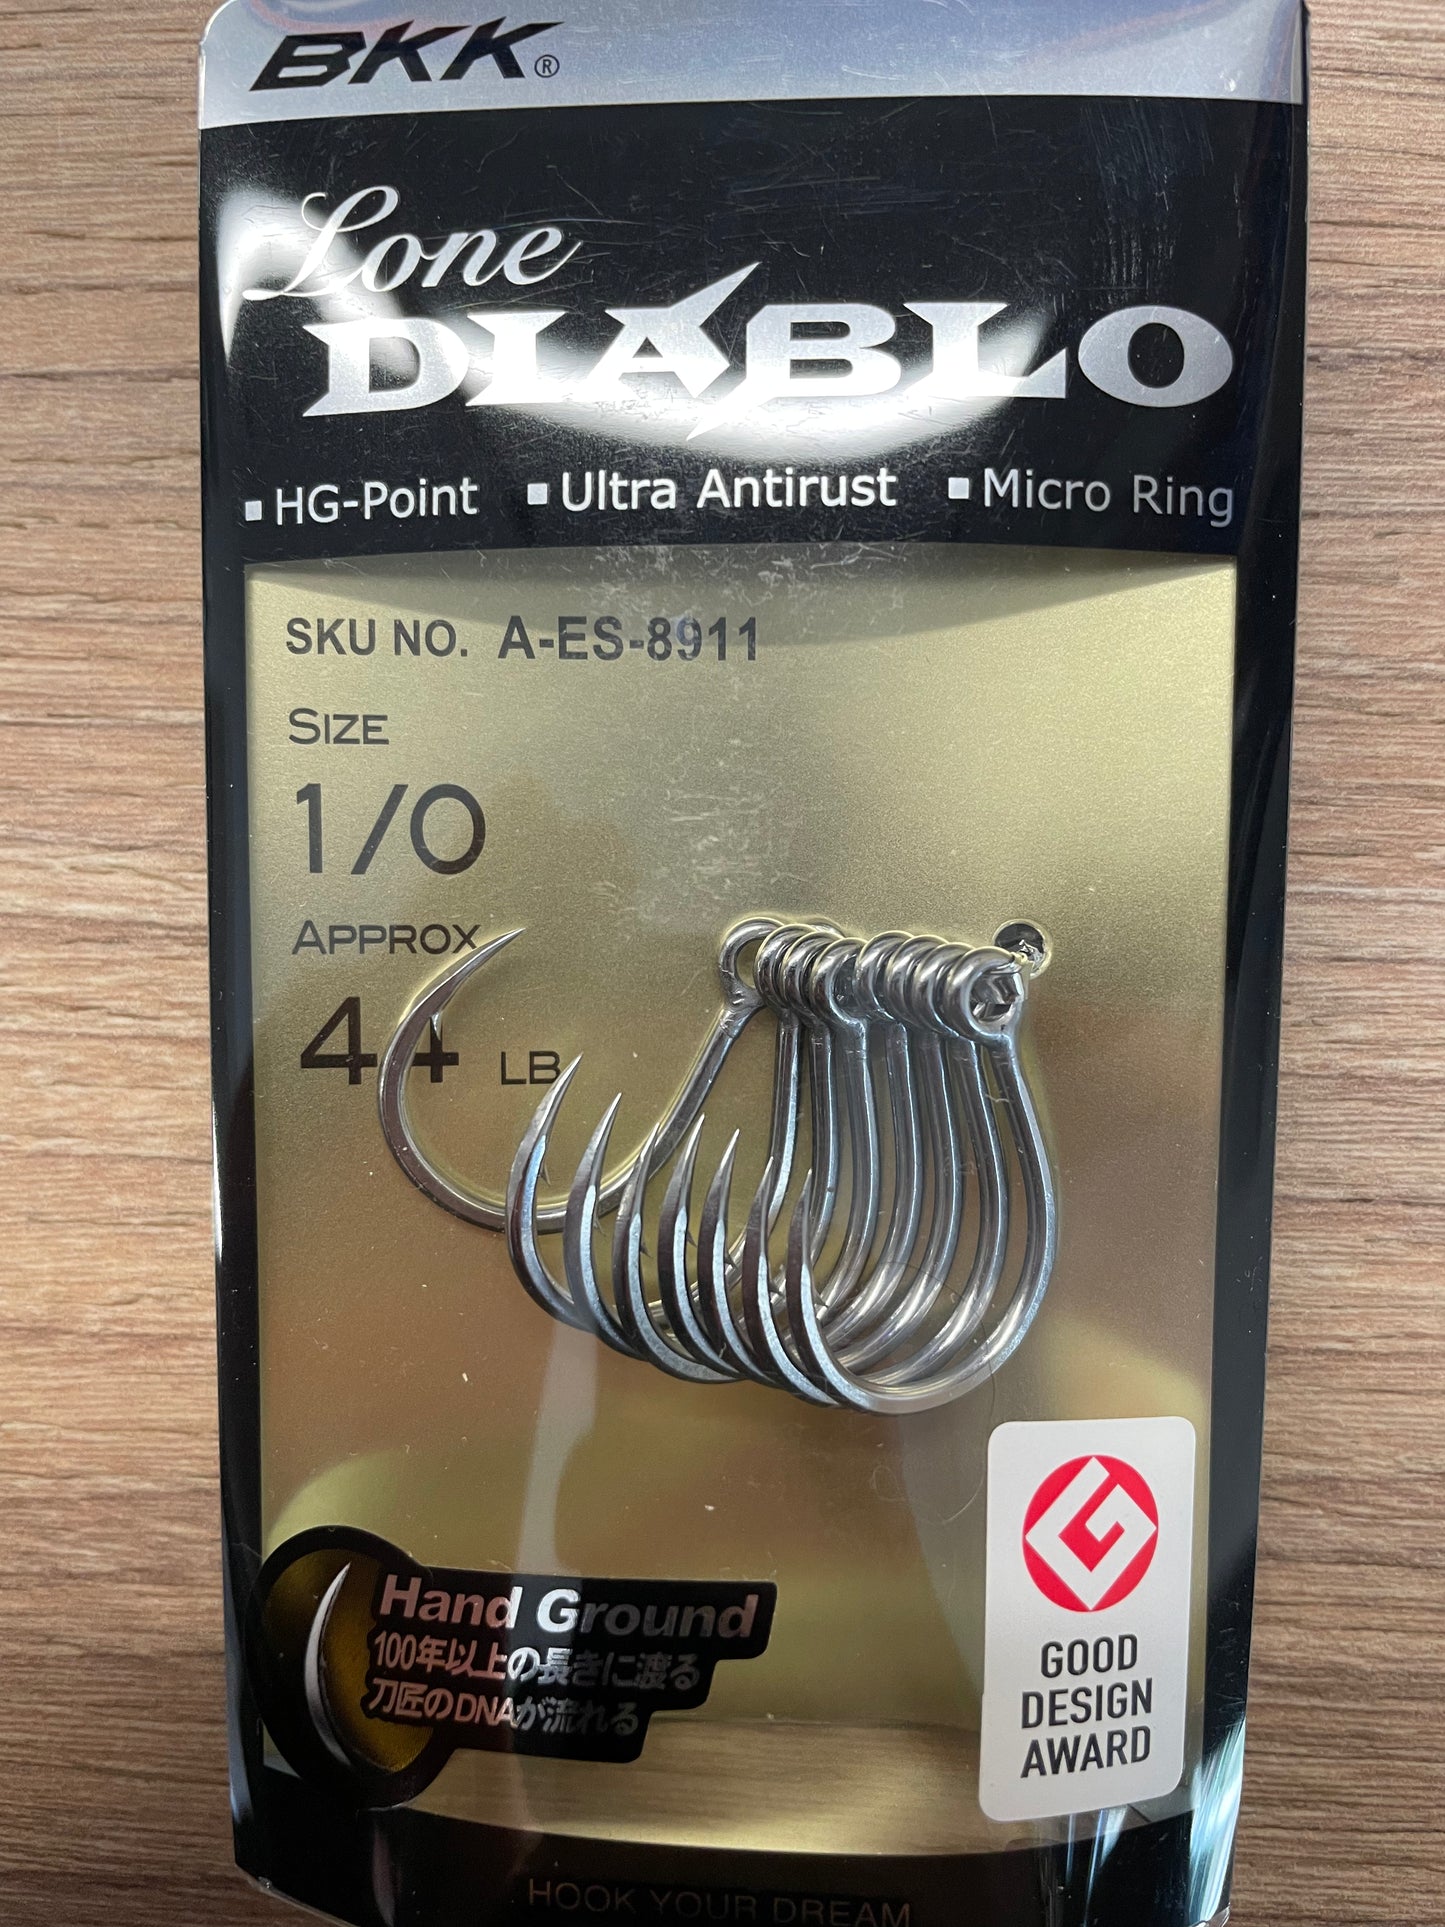 BKK®
Lone
DIABLO
▪ HG-Point ▪ Ultra Antirust ▪ Micro Ring
SKU NO. A-ES-8911
SIZE
1/0
APPROX
44 LB
Hand Ground
100年以上の長きに渡る
刀匠のDNAが流れる
G
GOOD
DESIGN
AWARD
HOOK YOUR DREAM